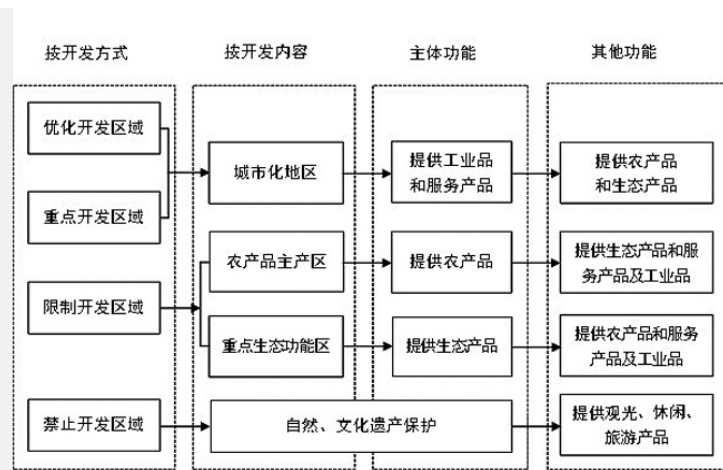 按开发方式
按开发内容
主体功能
其他功能
优化开发区域
重点开发区域
限制开发区域
禁止开发区域
城市化地区
农产品主产区
重点生态功能区
自然、文化遗产保护
提供工业品
和服务产品
提供农产品
提供生态产品
提供农产品
和生态产品
提供生态产品和服
务产品及工业品
提供农产品和服务
产品及工业品
提供观光、休闲、
旅游产品